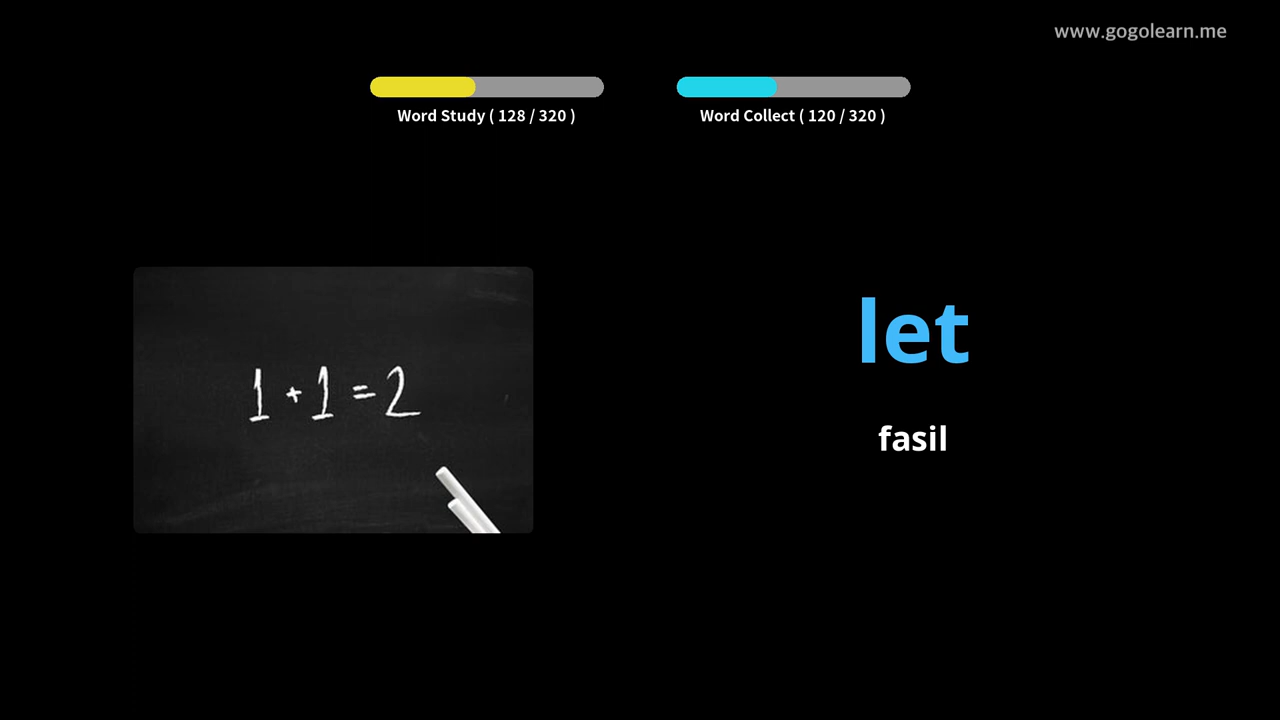 www.gogolearn.me
Word Study ( 128 / 320 )
Word Collect ( 120 / 320 )
1 + 1 = 2
let
fasil